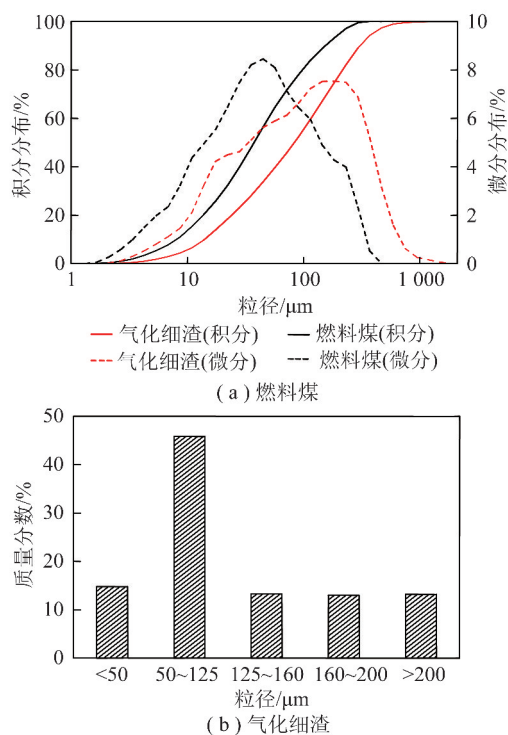 100
80
60
40
20
0
积分分布/%
10
8
6
4
2
0
微分分布/%
1 10 100 1 000
粒径/μm
气化细渣(积分) 燃料煤(积分)
气化细渣(微分) 燃料煤(微分)
(a) 燃料煤
50
40
30
20
10
0
质量分数/%
<50 50~125 125~160 160~200 >200
粒径/μm
(b) 气化细渣